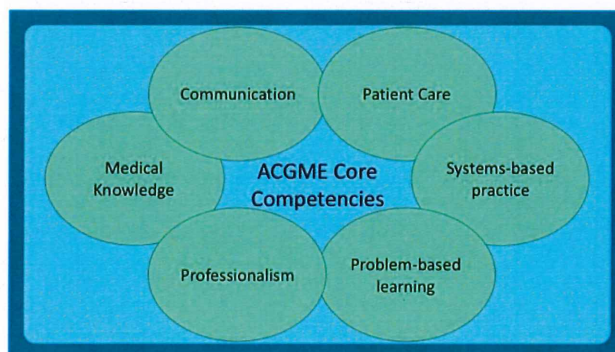 Communication
Patient Care
Medical
Knowledge
ACGME Core
Competencies
Systems-based
practice
Professionalism
Problem-based
learning